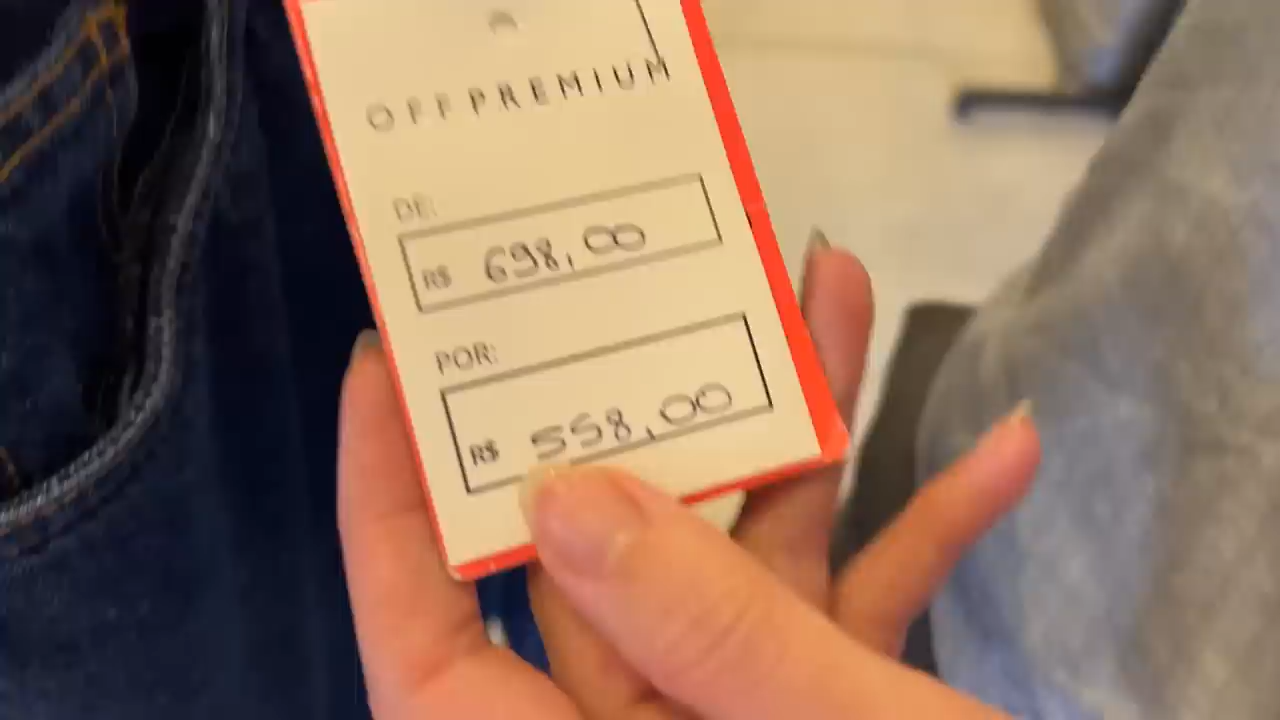 OFFPREMIUM
DE:
R$ 698,00
POR:
R$ 558,00